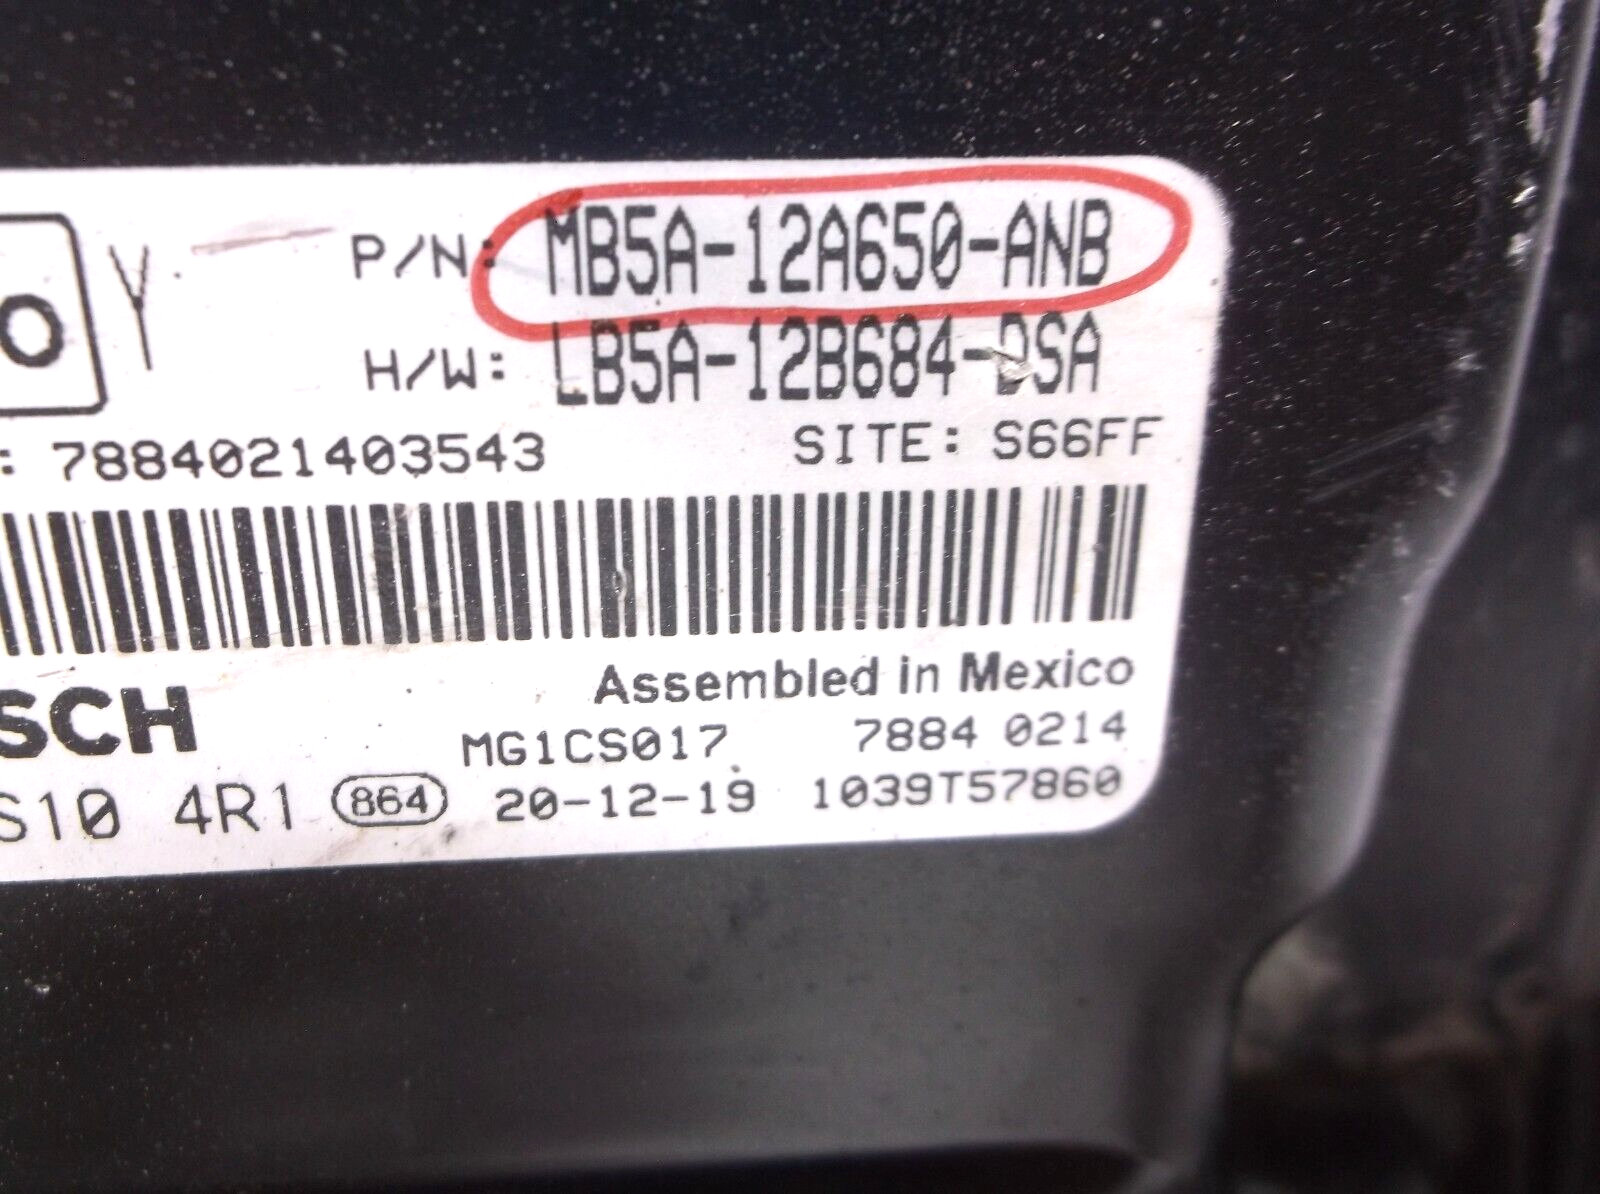 O Y P/N: MB5A-12A650-ANB
H/W: LB5A-12B684-DSA
: 7884021403543 SITE: S66FF
Assembled in Mexico
SCH MG1CS017 7884 0214
S10 4R1 864 20-12-19 1039T57860